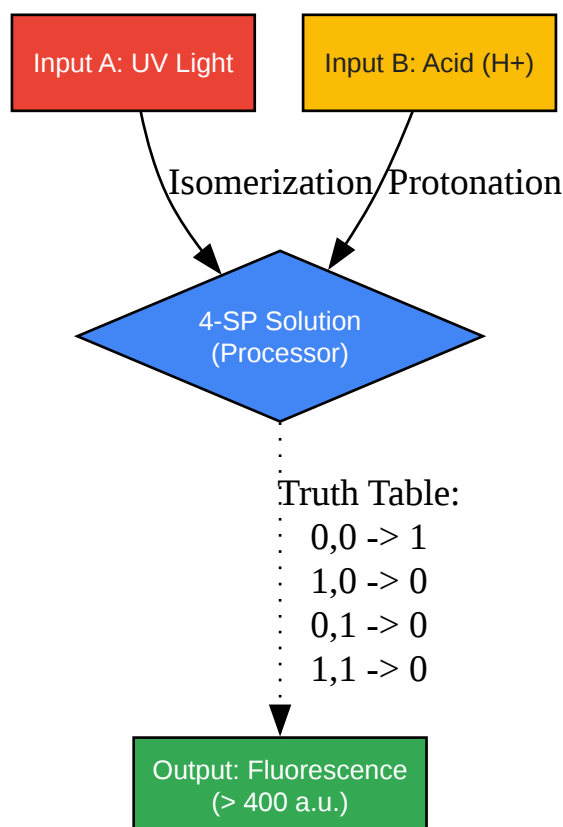 Input A: UV Light
Input B: Acid (H+)
Isomerization
Protonation
4-SP Solution
(Processor)
Truth Table:
0,0 -> 1
1,0 -> 0
0,1 -> 0
1,1 -> 0
Output: Fluorescence
(> 400 a.u.)